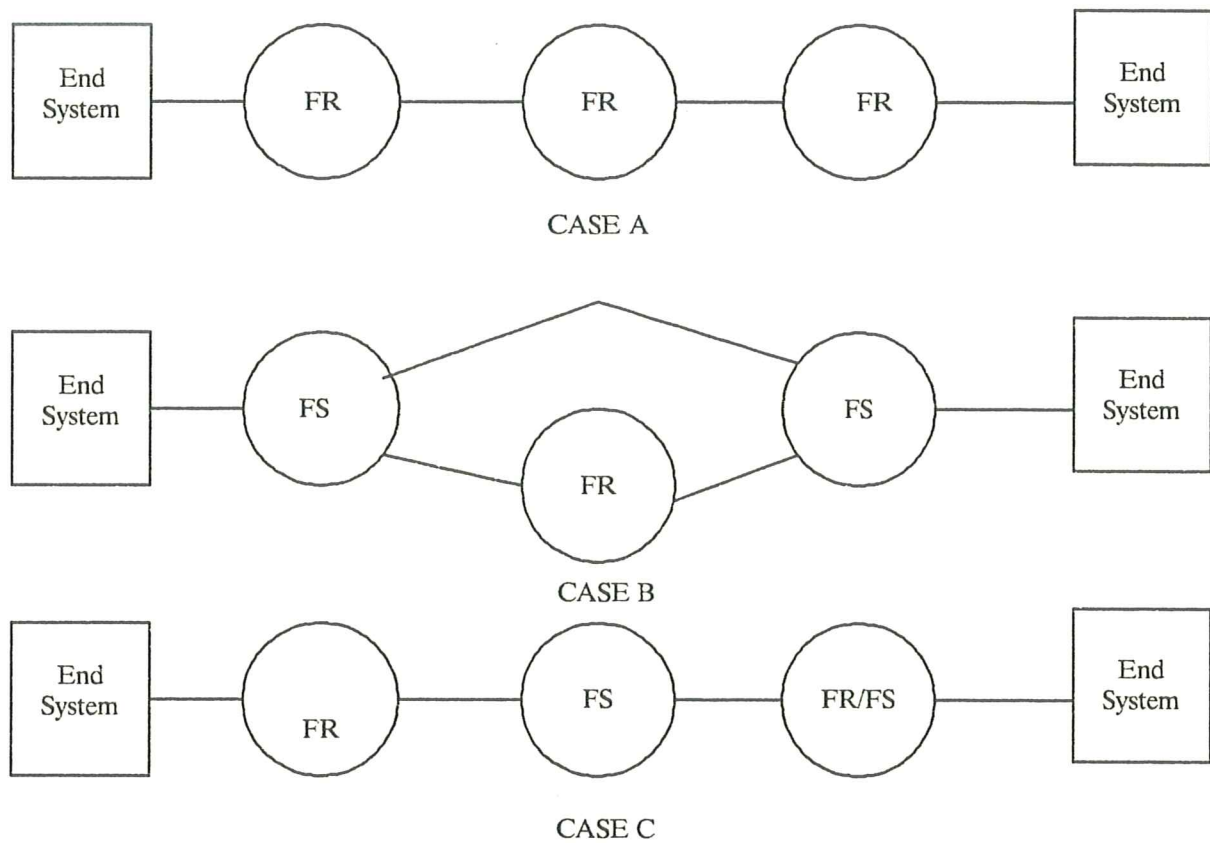 End
System
FR
FR
FR
End
System
CASE A
End
System
FS
FR
FS
End
System
CASE B
End
System
FR
FS
FR/FS
End
System
CASE C